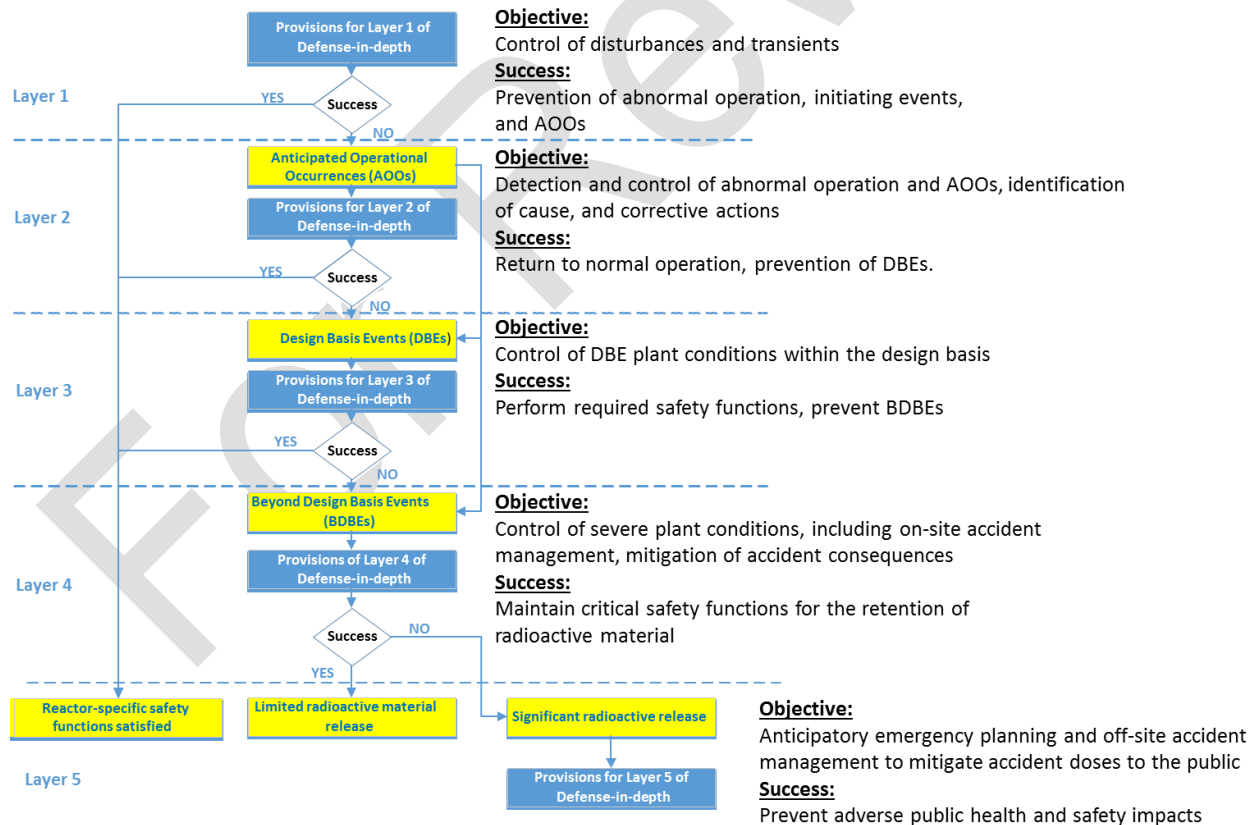 Provisions for Layer 1 of
Defense-in-depth
Objective:
Control of disturbances and transients
Success:
Prevention of abnormal operation, initiating events,
and AOOs
Layer 1
YES
Success
NO
Anticipated Operational
Occurrences (AOOs)
Objective:
Detection and control of abnormal operation and AOOs, identification
of cause, and corrective actions
Success:
Return to normal operation, prevention of DBEs.
Layer 2
Provisions for Layer 2 of
Defense-in-depth
YES
Success
NO
Design Basis Events (DBEs)
Objective:
Control of DBE plant conditions within the design basis
Success:
Perform required safety functions, prevent BDBEs
Layer 3
Provisions for Layer 3 of
Defense-in-depth
YES
Success
NO
Beyond Design Basis Events
(BDBEs)
Objective:
Control of severe plant conditions, including on-site accident
management, mitigation of accident consequences
Success:
Maintain critical safety functions for the retention of
radioactive material
Layer 4
Provisions of Layer 4 of
Defense-in-depth
Success
NO
YES
Reactor-specific safety
functions satisfied
Limited radioactive material
release
Significant radioactive release
Objective:
Anticipatory emergency planning and off-site accident
management to mitigate accident doses to the public
Success:
Prevent adverse public health and safety impacts
Layer 5
Provisions for Layer 5 of
Defense-in-depth
For